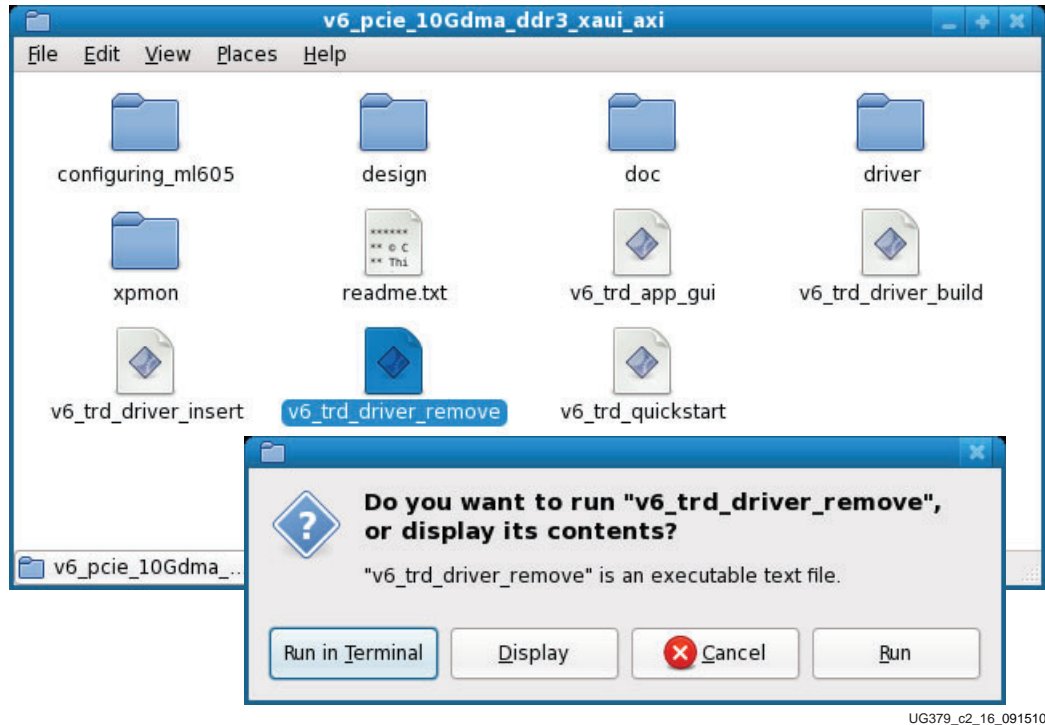 v6_pcie_10Gdma_ddr3_xaui_axi
File Edit View Places Help
configuring_ml605 design doc driver
******
** © C
** Thi
xpmon readme.txt v6_trd_app_gui v6_trd_driver_build
v6_trd_driver_insert v6_trd_driver_remove v6_trd_quickstart
Do you want to run "v6_trd_driver_remove",
or display its contents?
"v6_trd_driver_remove" is an executable text file.
v6_pcie_10Gdma_...
Run in Terminal Display Cancel Run
UG379_c2_16_091510